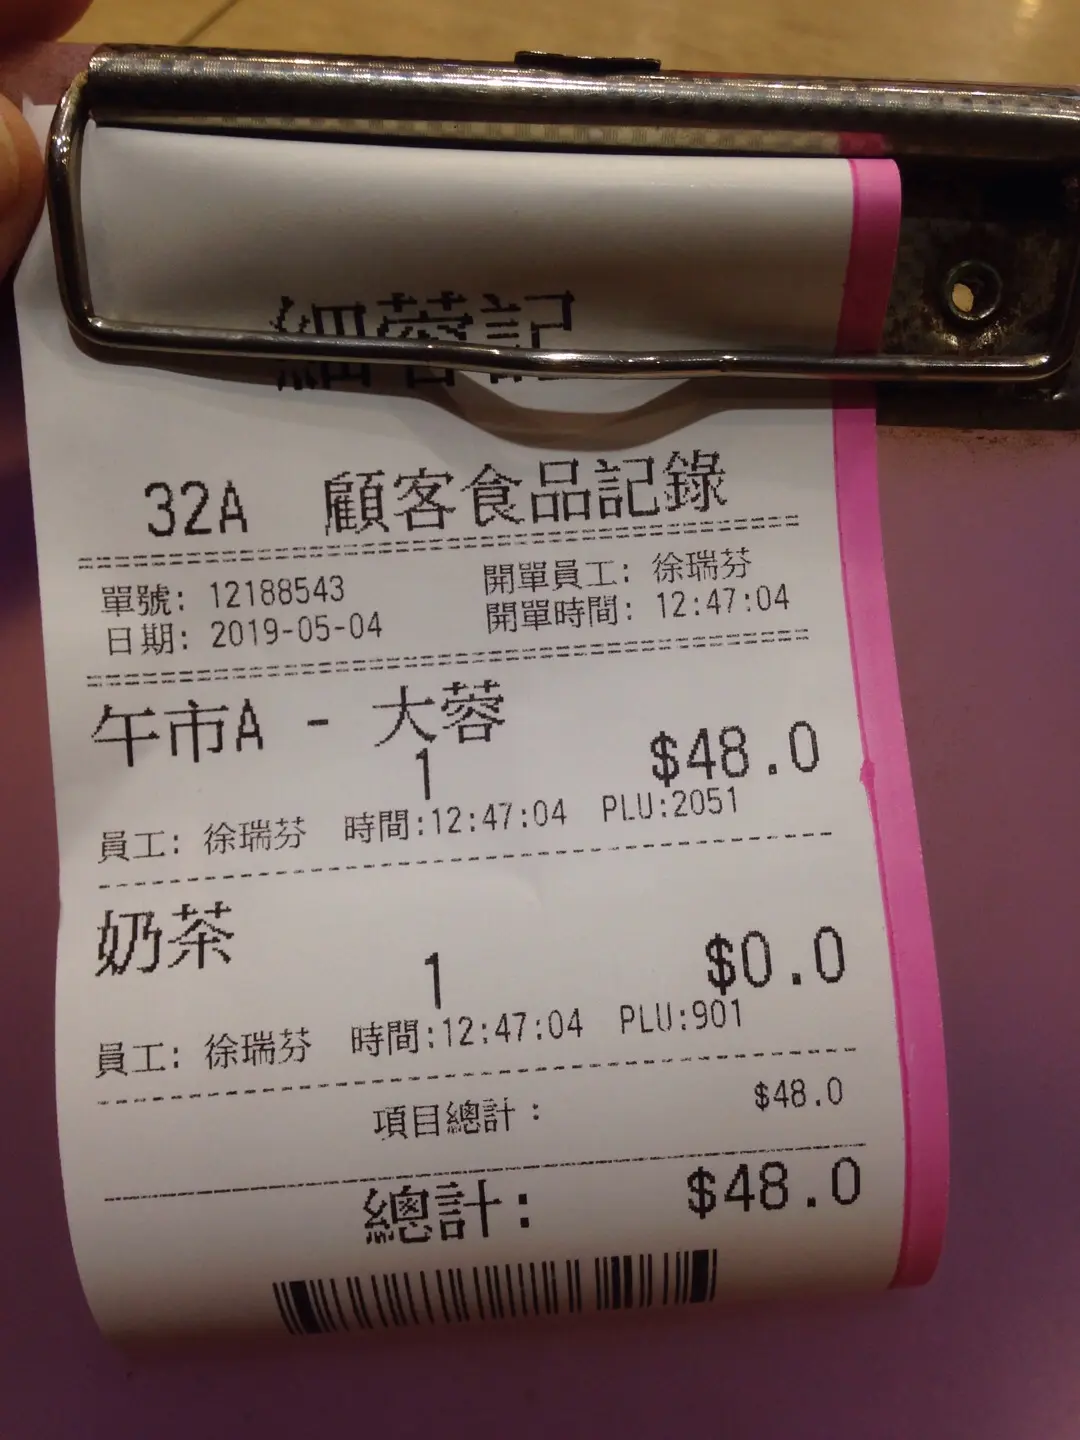 細蓉記
32A 顧客食品記錄
單號: 12188543 開單員工: 徐瑞芬
日期: 2019-05-04 開單時間: 12:47:04
午市A - 大蓉
1 $48.0
員工: 徐瑞芬 時間:12:47:04 PLU:2051
奶茶
1 $0.0
員工: 徐瑞芬 時間:12:47:04 PLU:901
項目總計: $48.0
總計: $48.0